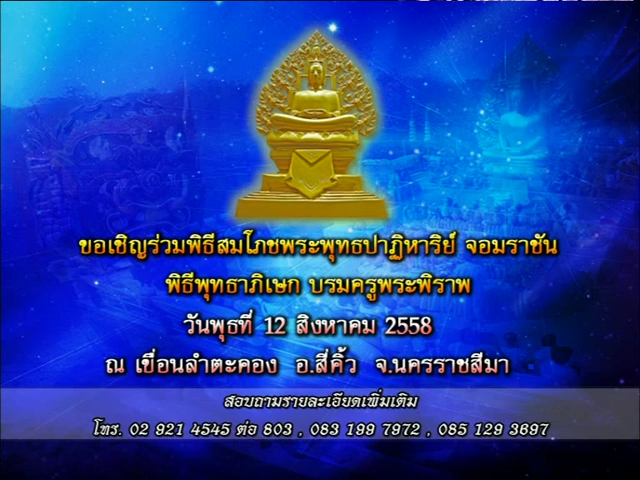 ขอเชิญร่วมพิธีสมโภชพระพุทธปาฏิหาริย์ จอมราชัน
พิธีพุทธาภิเษก บรมครูพระพิราพ
วันพุธที่ 12 สิงหาคม 2558
ณ เขื่อนลำตะคอง อ.สี่คิ้ว จ.นครราชสีมา
สอบถามรายละเอียดเพิ่มเติม
โทร. 02 921 4545 ต่อ 803 , 083 199 7972 , 085 129 3697